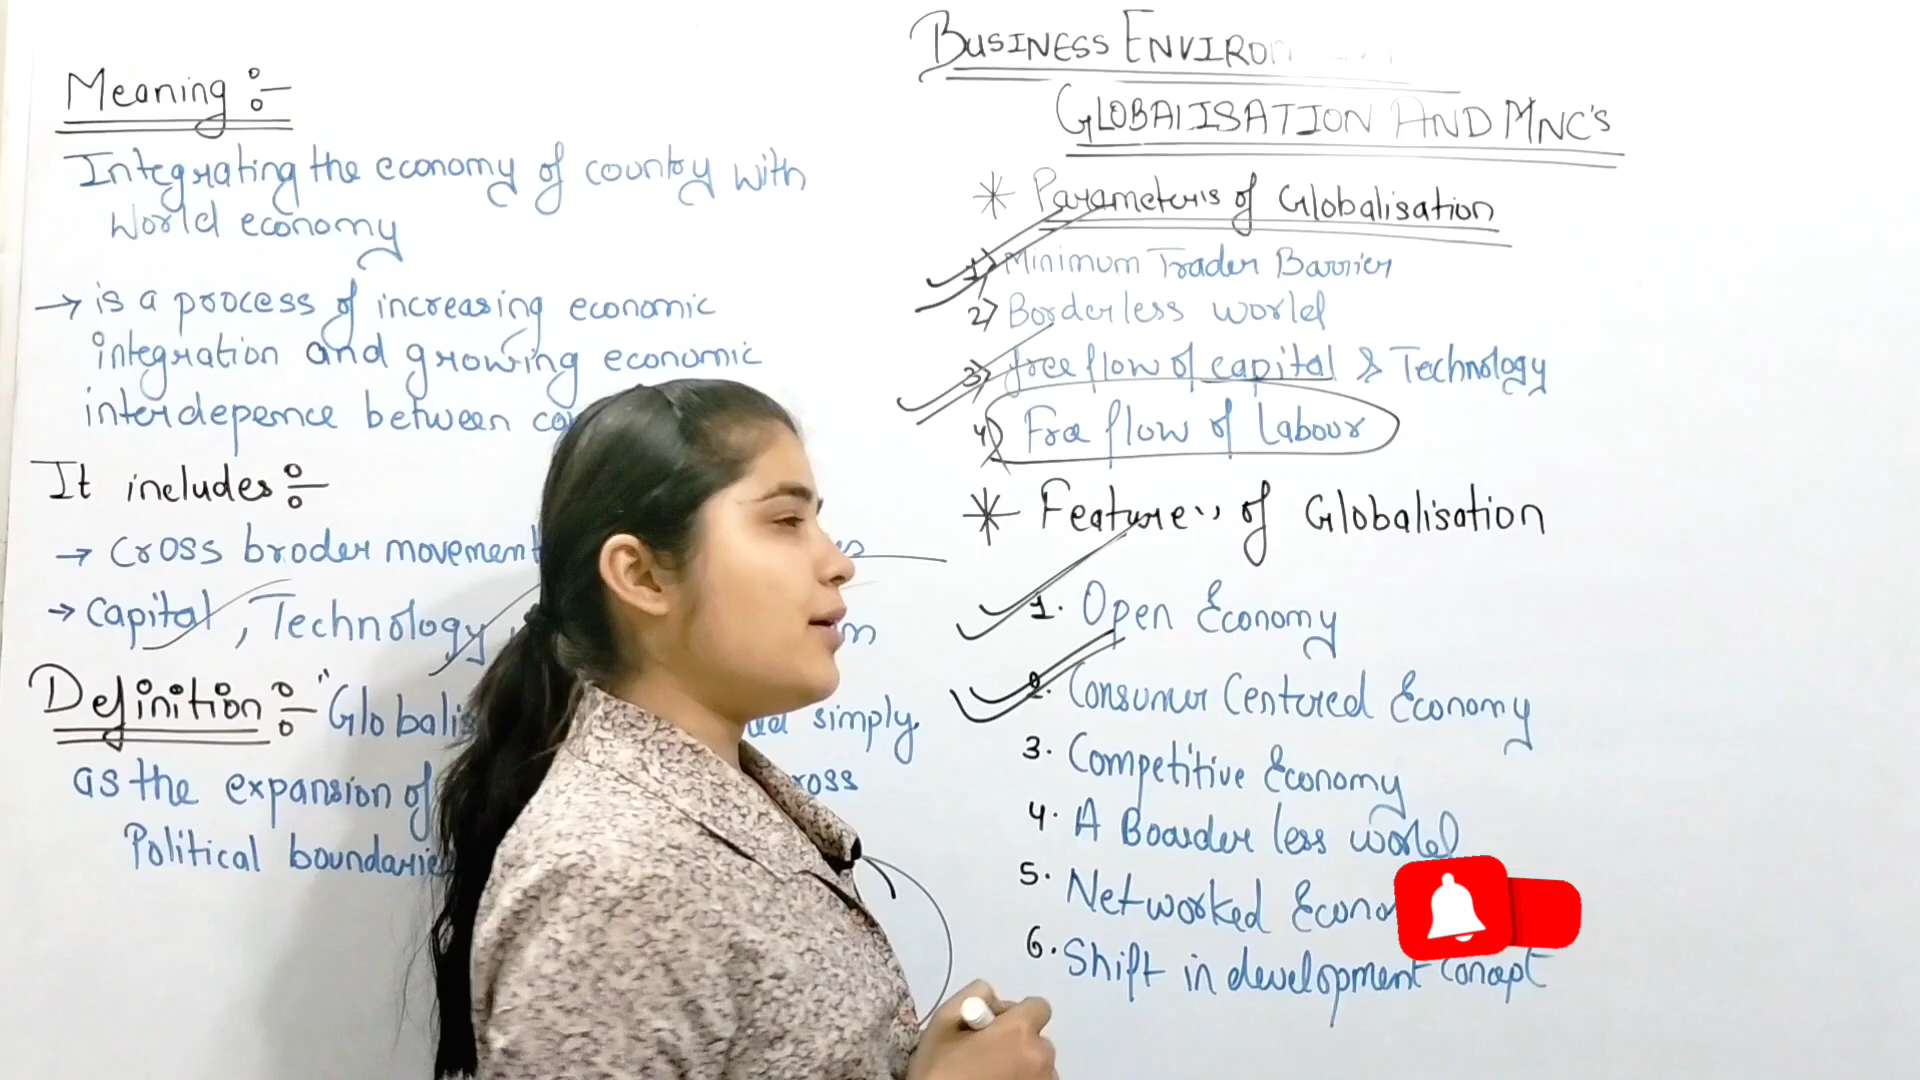 Meaning :-
Integrating the economy of country with
World economy
→ is a process of increasing economic
integration and growing economic
interdepence between
It includes :-
→ Cross broder movement
→ Capital, Technology,
Definition :- "Globalis simply
as the expansion of ross
Political boundarie
BUSINESS ENVIRON
GLOBALISATION AND MNC'S
* Parameters of Globalisation
1) Minimum Trader Barrier
2) Borderless world
3) free flow of capital & Technology
4) Free flow of Labour
* Features of Globalisation
1. Open Economy
2. Consumer Centered Economy
3. Competitive Economy
4. A Boarder less world
5. Networked Econo
6. Shift in development Concept